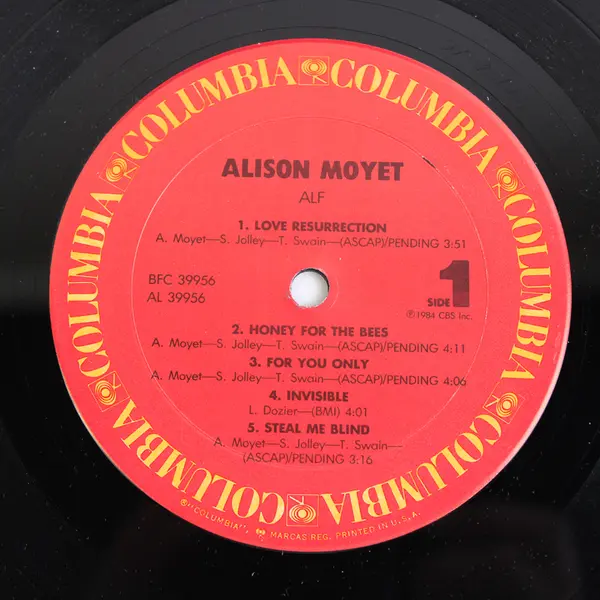 COLUMBIA COLUMBIA COLUMBIA COLUMBIA COLUMBIA COLUMBIA
ALISON MOYET
ALF
1. LOVE RESURRECTION
A. Moyet—S. Jolley—T. Swain—(ASCAP)/PENDING 3:51
BFC 39956
AL 39956
SIDE 1
℗1984 CBS Inc.
2. HONEY FOR THE BEES
A. Moyet—S. Jolley—T. Swain—(ASCAP)/PENDING 4:11
3. FOR YOU ONLY
A. Moyet—S. Jolley—T. Swain—(ASCAP)/PENDING 4:06
4. INVISIBLE
L. Dozier—(BMI) 4:01
5. STEAL ME BLIND
A. Moyet—S. Jolley—T. Swain—
(ASCAP)/PENDING 3:16
®"COLUMBIA", MARCAS REG. PRINTED IN U.S.A.